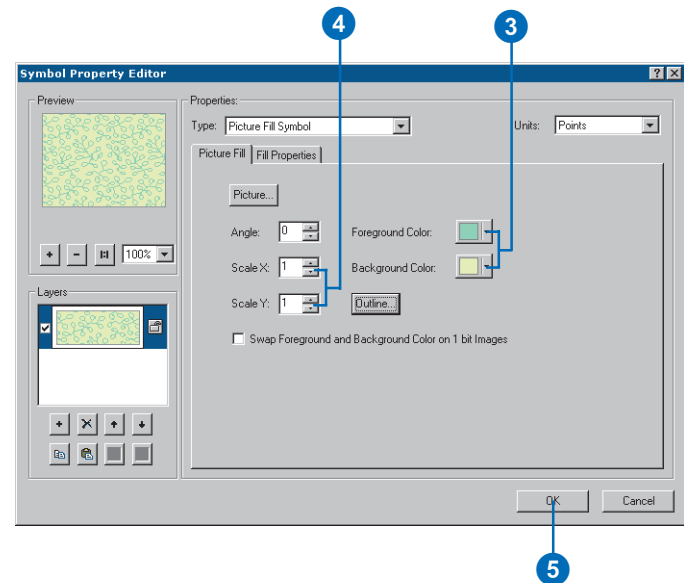 4
3
Symbol Property Editor
Preview
100%
Layers
Properties:
Type: Picture Fill Symbol
Units: Points
Picture Fill
Fill Properties
Picture...
Angle: 0
Foreground Color:
Scale X: 1
Background Color:
Scale Y: 1
Outline...
Swap Foreground and Background Color on 1 bit Images
OK
Cancel
5